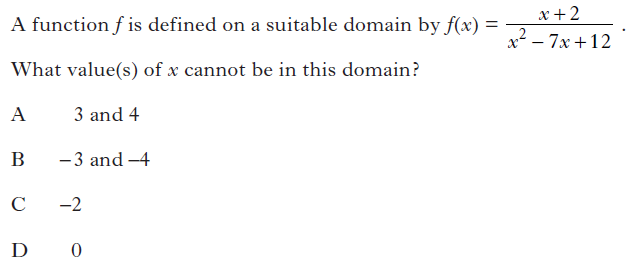 A function f is defined on a suitable domain by f(x) = (x + 2) / (x² – 7x + 12) .
What value(s) of x cannot be in this domain?
A 3 and 4
B –3 and –4
C –2
D 0